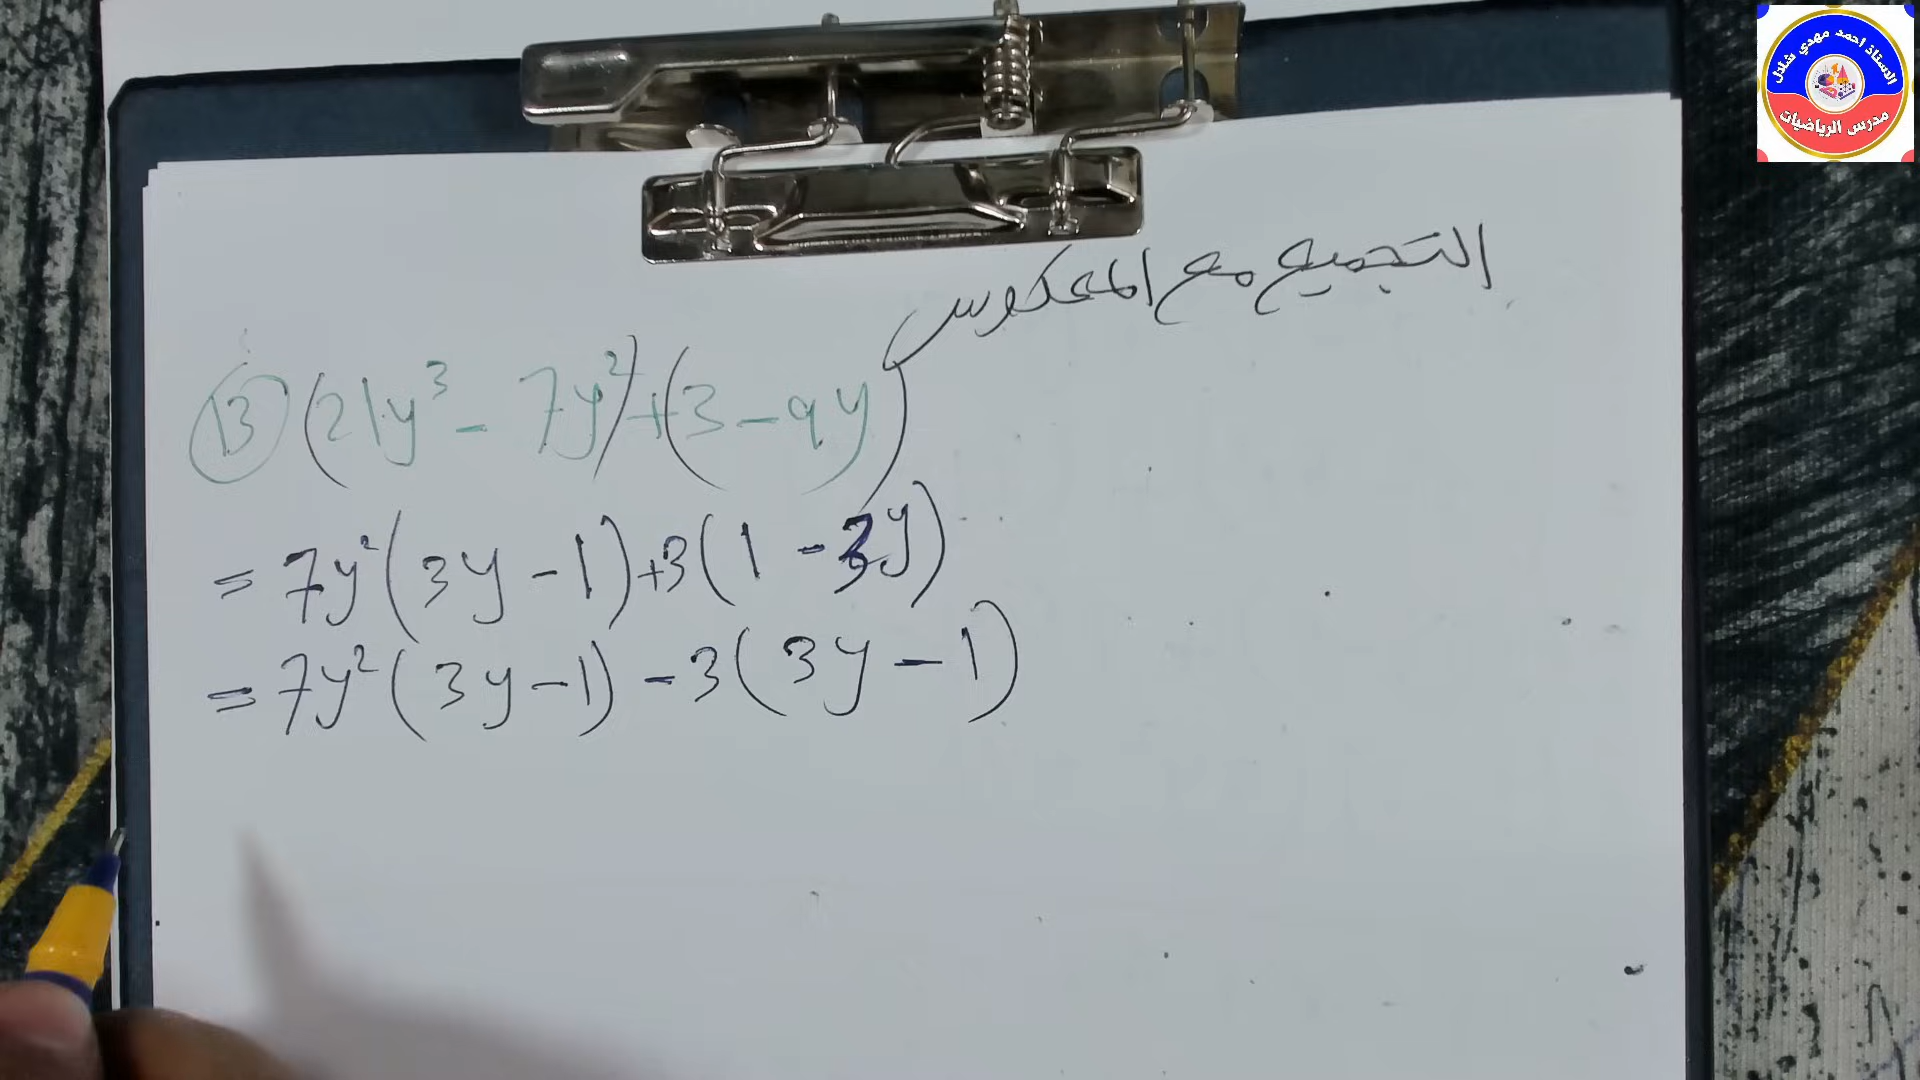 الاستاذ احمد مهدي شلال
مدرس الرياضيات
التجميع مع المعكوس
13 (21y³ - 7y²) + (3 - 9y)
= 7y² (3y - 1) + 3 (1 - 3y)
= 7y² (3y - 1) - 3 (3y - 1)